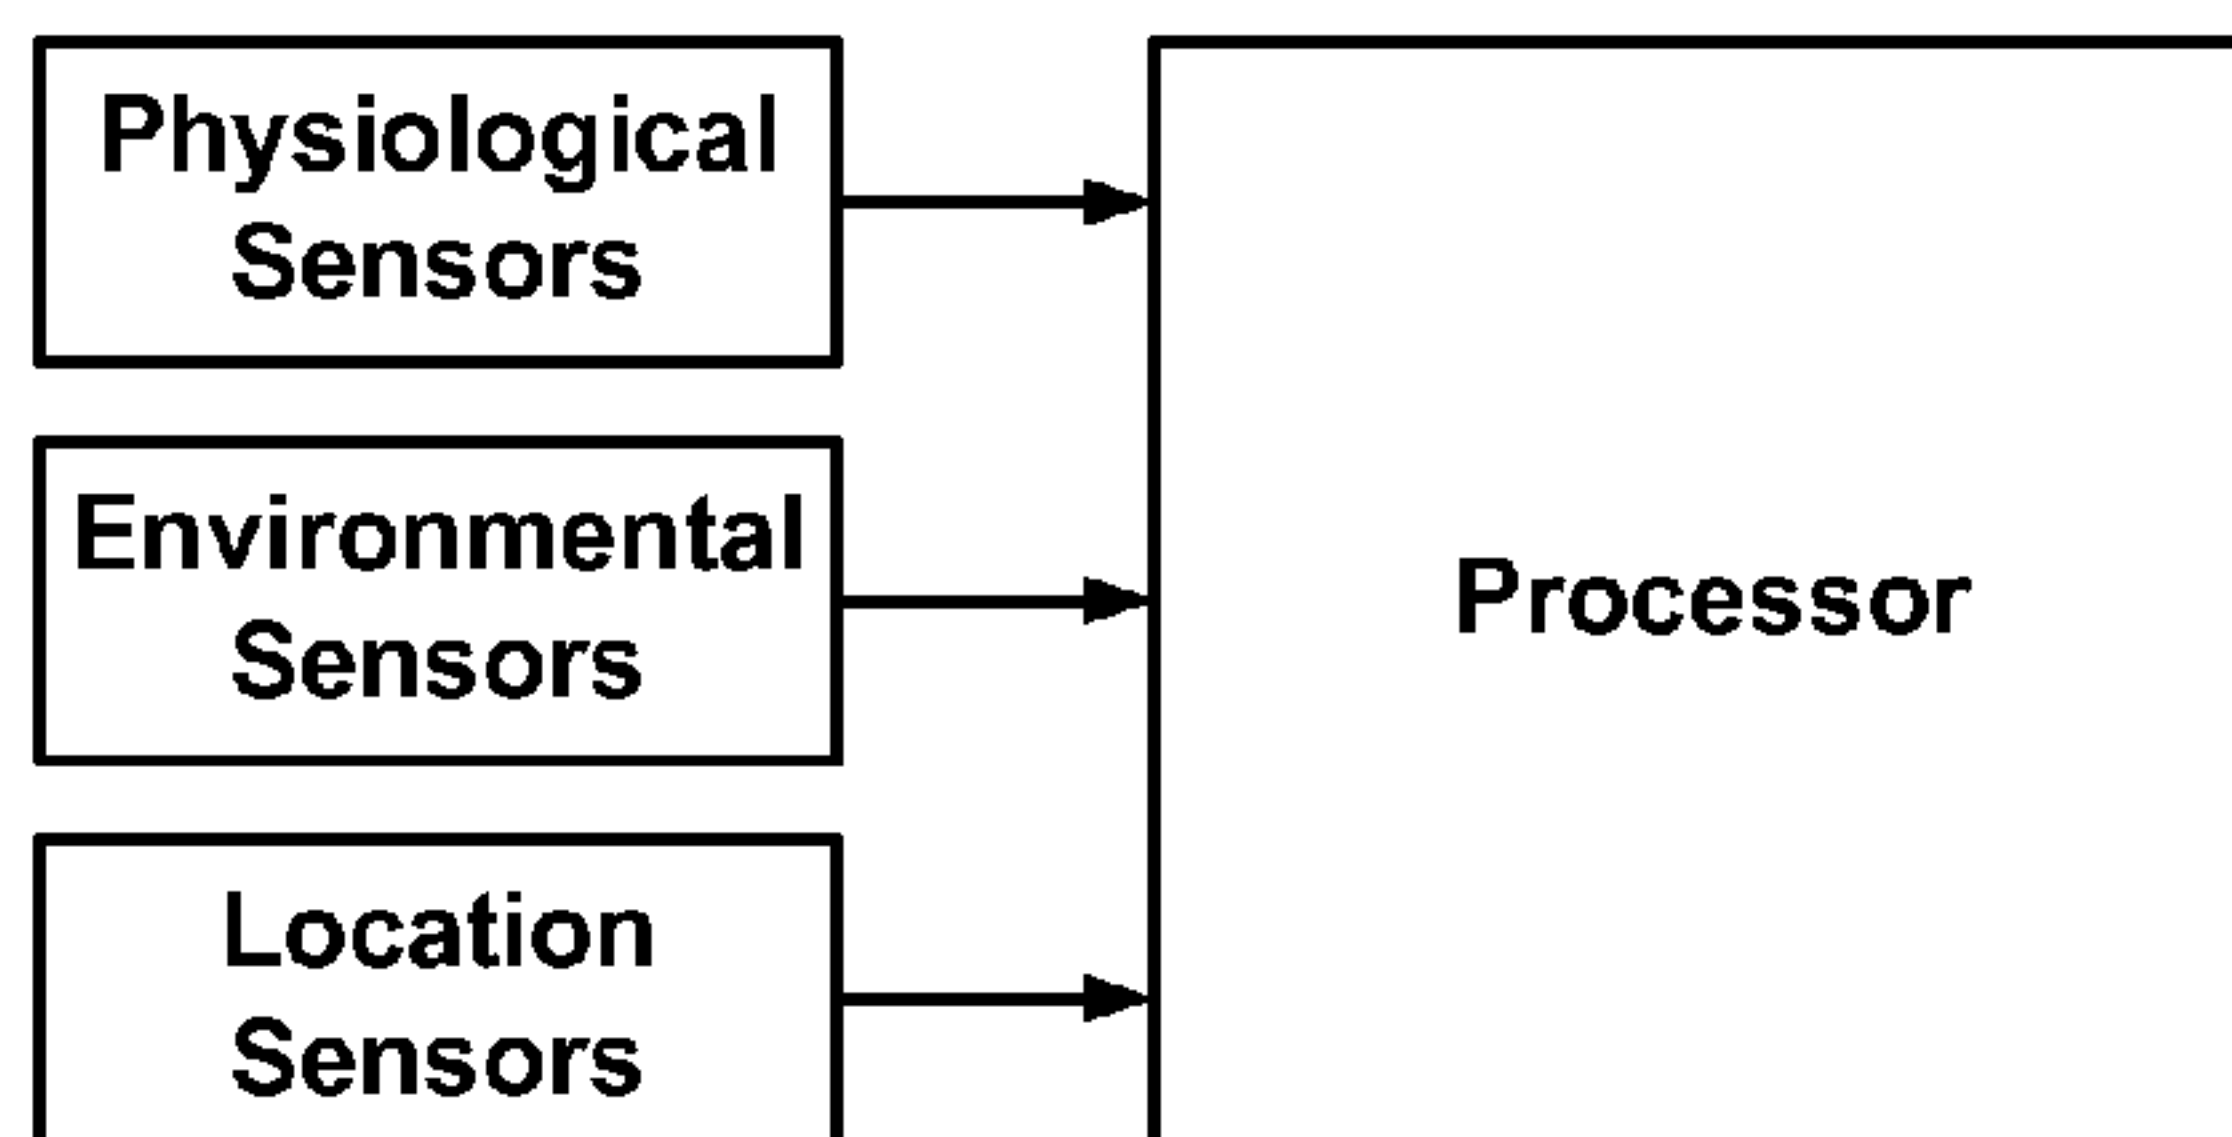 Physiological
Sensors
Environmental
Sensors
Processor
Location
Sensors